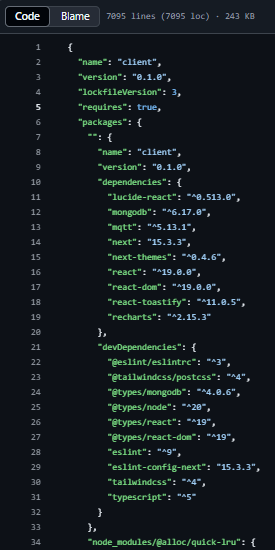 Code Blame 7095 lines (7095 loc) · 243 KB
1 {
2 "name": "client",
3 "version": "0.1.0",
4 "lockfileVersion": 3,
5 "requires": true,
6 "packages": {
7 "": {
8 "name": "client",
9 "version": "0.1.0",
10 "dependencies": {
11 "lucide-react": "^0.513.0",
12 "mongodb": "^6.17.0",
13 "mqtt": "^5.13.1",
14 "next": "15.3.3",
15 "next-themes": "^0.4.6",
16 "react": "^19.0.0",
17 "react-dom": "^19.0.0",
18 "react-toastify": "^11.0.5",
19 "recharts": "^2.15.3"
20 },
21 "devDependencies": {
22 "@eslint/eslintrc": "^3",
23 "@tailwindcss/postcss": "^4",
24 "@types/mongodb": "^4.0.6",
25 "@types/node": "^20",
26 "@types/react": "^19",
27 "@types/react-dom": "^19",
28 "eslint": "^9",
29 "eslint-config-next": "15.3.3",
30 "tailwindcss": "^4",
31 "typescript": "^5"
32 }
33 },
34 "node_modules/@alloc/quick-lru": {